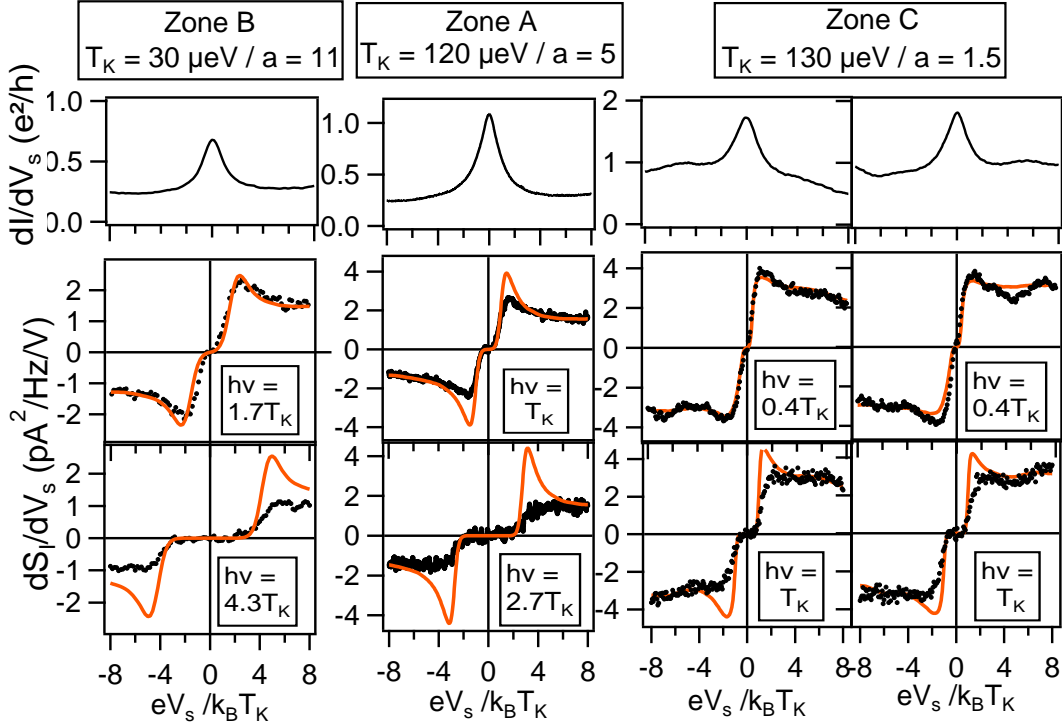 Zone B
T_K = 30 µeV / a = 11
Zone A
T_K = 120 µeV / a = 5
Zone C
T_K = 130 µeV / a = 1.5
dI/dV_s (e²/h)
1.0
0.5
0.0
1.0
0.5
0.0
2
1
0
-8 -4 0 4 8
dS_I/dV_s (pA²/Hz/V)
2
1
0
-1
-2
hν =
1.7T_K
4
2
0
-2
-4
hν =
T_K
4
2
0
-2
-4
hν =
0.4T_K
hν =
0.4T_K
2
1
0
-1
-2
hν =
4.3T_K
4
2
0
-2
-4
hν =
2.7T_K
4
2
0
-2
-4
hν =
T_K
hν =
T_K
-8 -4 0 4 8
-8 -4 0 4 8
-8 -4 0 4 -8 -4 0 4 8
eV_s /k_BT_K
eV_s /k_BT_K
eV_s /k_BT_K
eV_s /k_BT_K